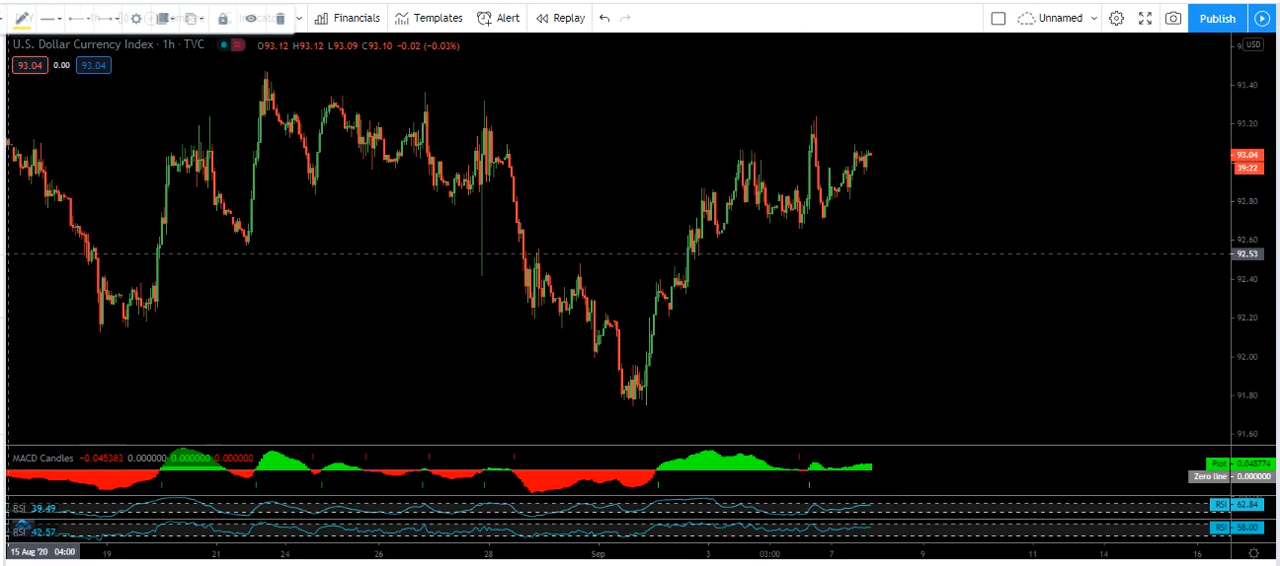 Financials Templates Alert Replay Unnamed Publish
U.S. Dollar Currency Index · 1h · TVC O93.12 H93.12 L93.09 C93.10 −0.02 (−0.03%) USD
93.04 0.00 93.04
93.40
93.20
93.04
39:22
92.80
92.60
92.53
92.40
92.20
92.00
91.80
91.60
MACD Candles −0.045383 0.000000 0.000000 0.000000
Plot 0.048774
Zero line 0.000000
RSI 39.49 RSI 62.84
RSI 42.57 RSI 58.00
15 Aug '20 04:00 19 21 24 26 28 Sep 3 03:00 7 9 11 14 16